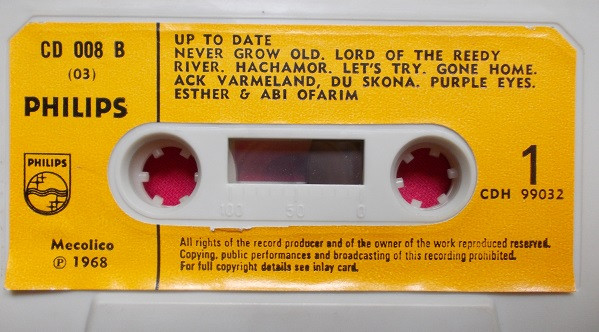 CD 008 B
(03)
PHILIPS
UP TO DATE
NEVER GROW OLD. LORD OF THE REEDY
RIVER. HACHAMOR. LET'S TRY. GONE HOME.
ACK VARMELAND, DU SKONA. PURPLE EYES.
ESTHER & ABI OFARIM
PHILIPS
1
CDH 99032
100 50 0
Mecolico
Ⓟ 1968
All rights of the record producer and of the owner of the work reproduced reserved.
Copying, public performances and broadcasting of this recording prohibited.
For full copyright details see inlay card.